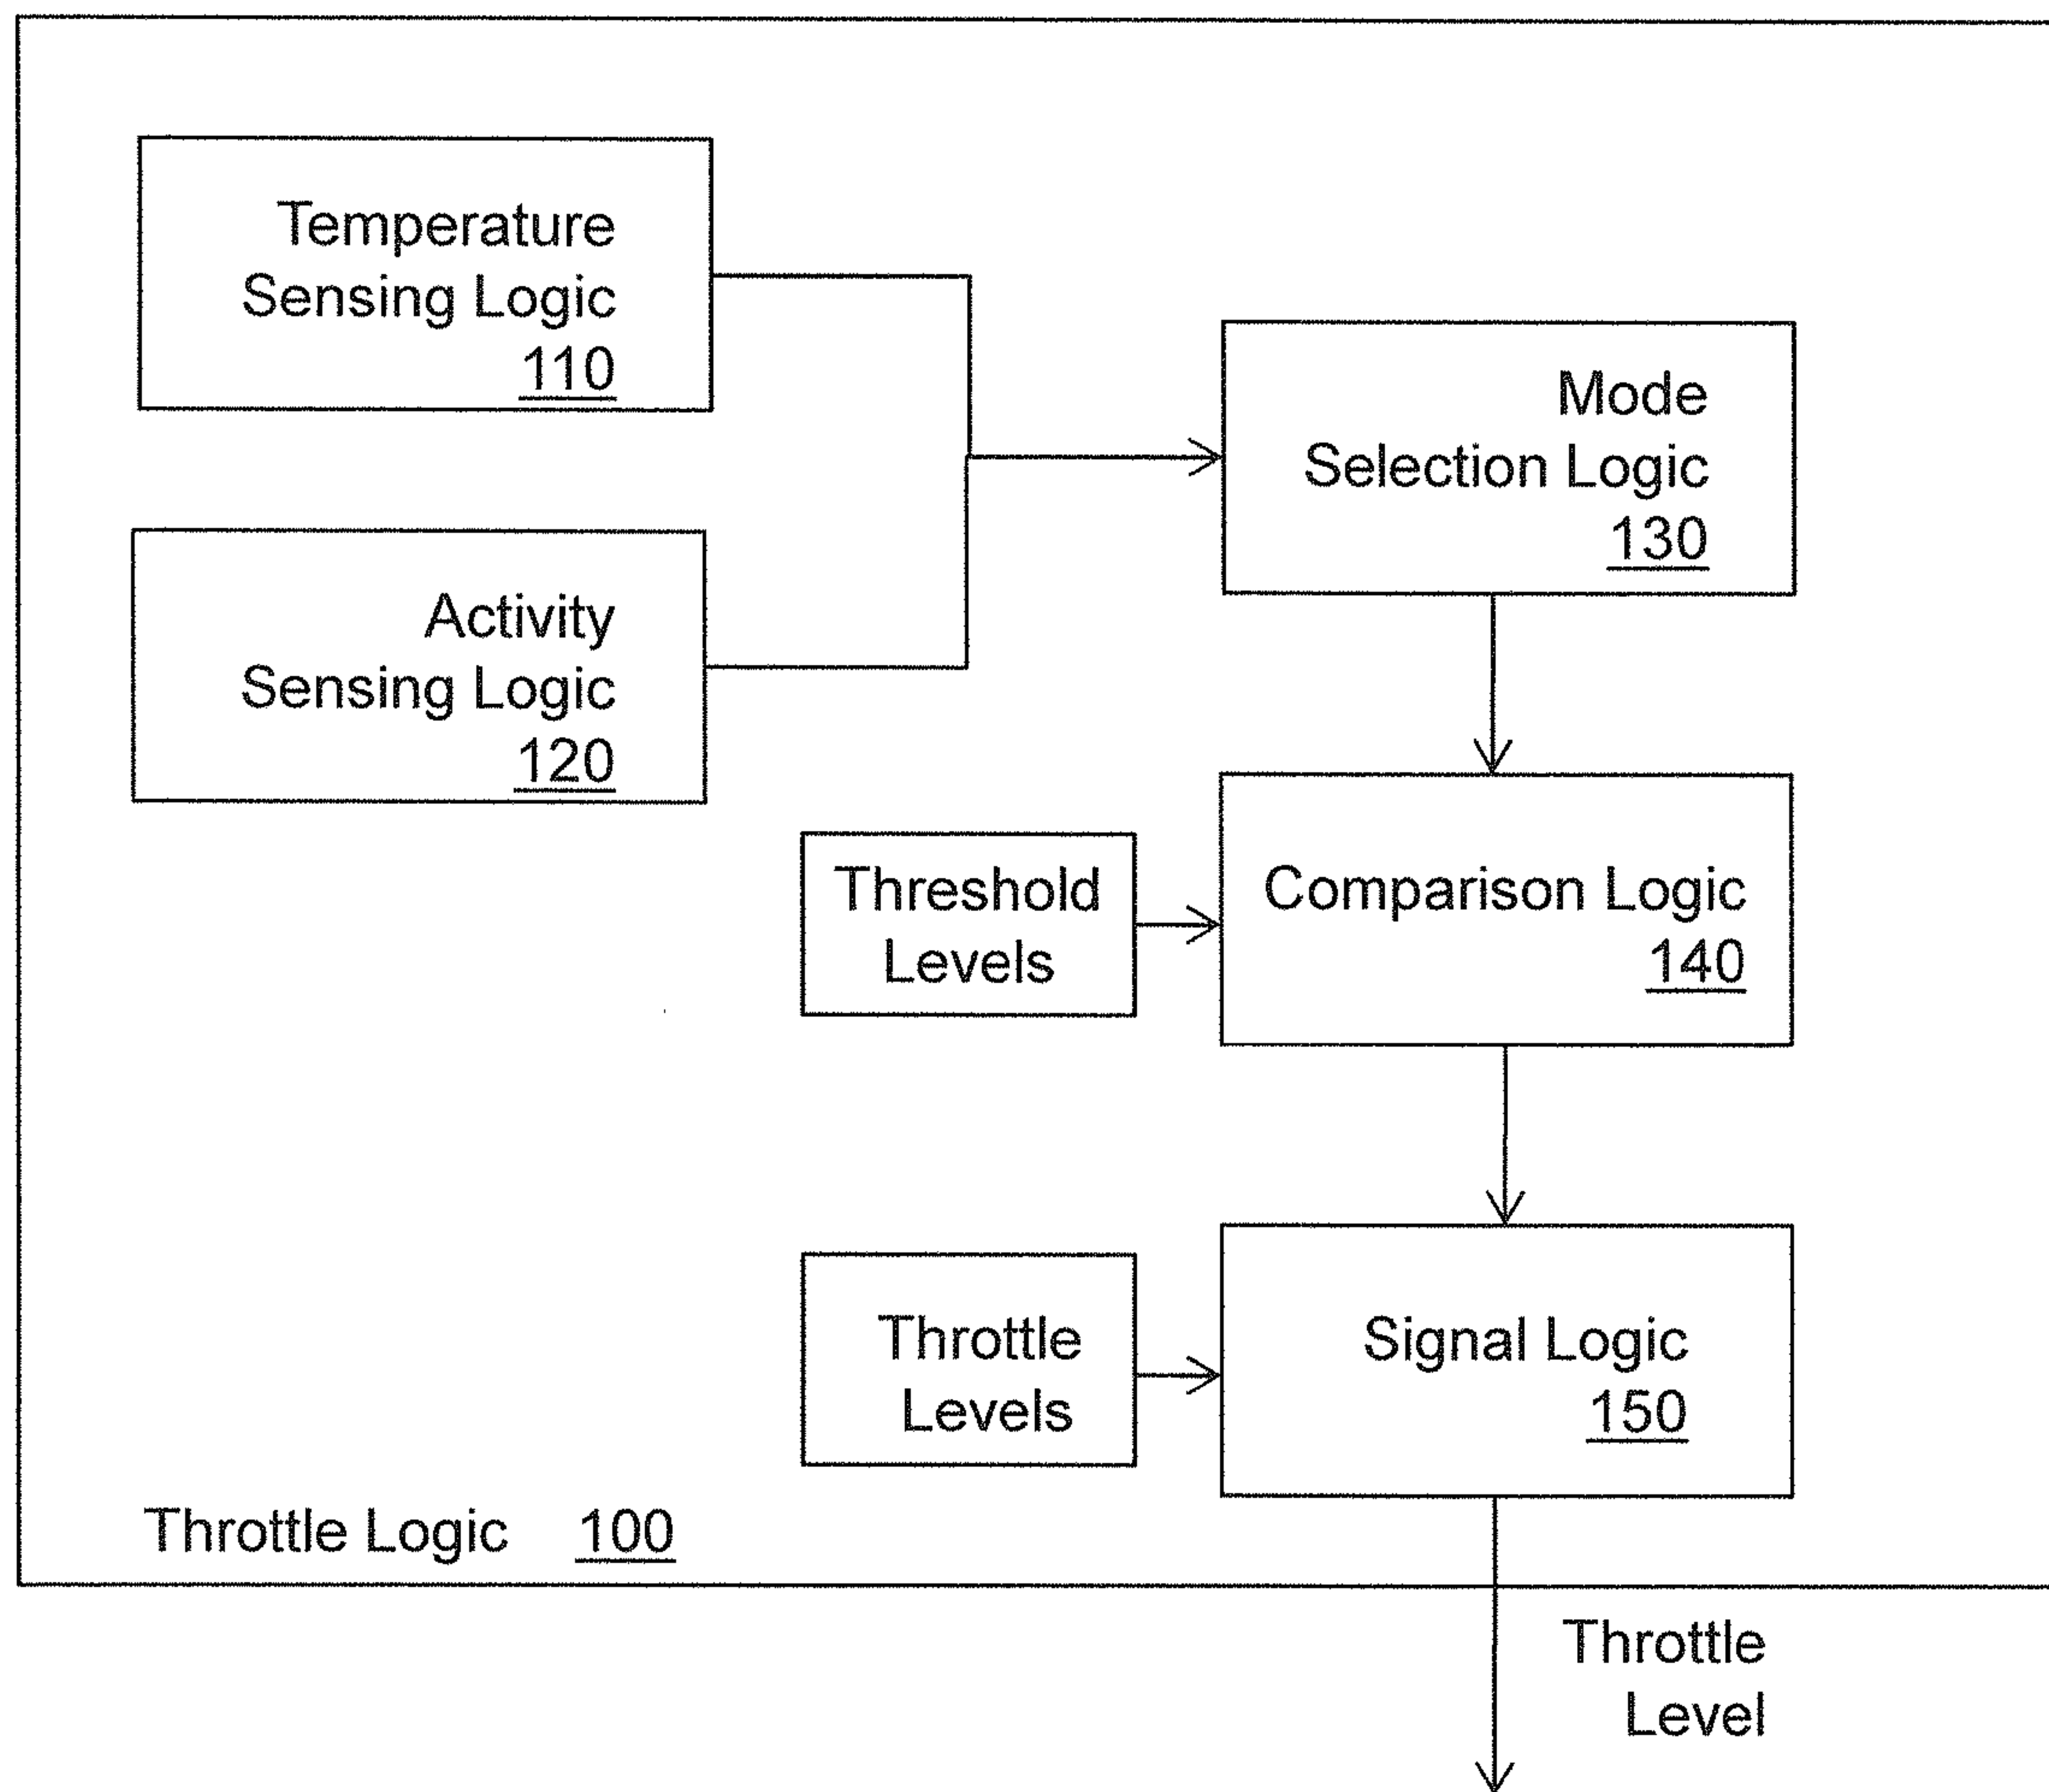 Temperature
Sensing Logic
110
Mode
Selection Logic
130
Activity
Sensing Logic
120
Threshold
Levels
Comparison Logic
140
Throttle
Levels
Signal Logic
150
Throttle Logic 100
Throttle
Level